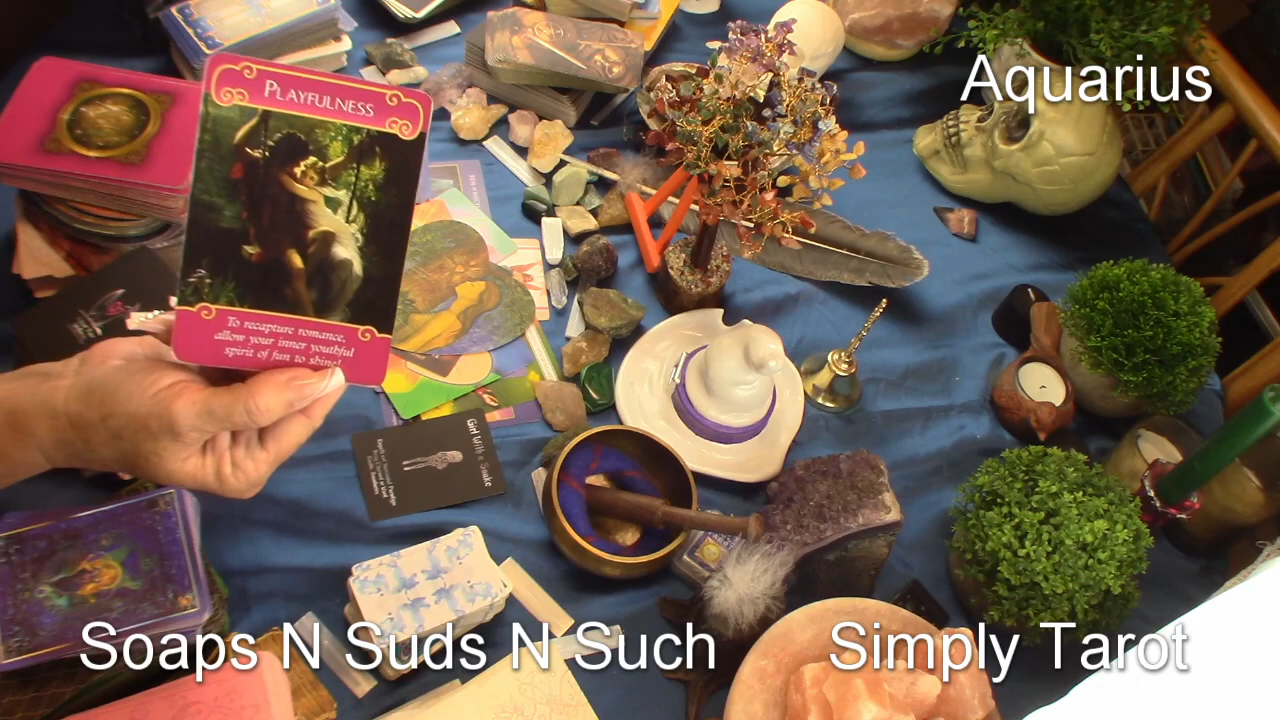 Aquarius
PLAYFULNESS
To recapture romance,
allow your inner youthful
spirit of fun to shine!
Girl With a Snake
Soaps N Suds N Such
Simply Tarot